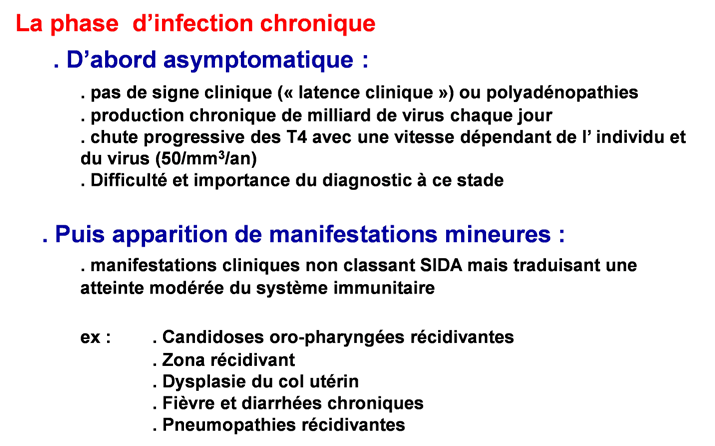 La phase d’infection chronique
. D’abord asymptomatique :
. pas de signe clinique (« latence clinique ») ou polyadénopathies
. production chronique de milliard de virus chaque jour
. chute progressive des T4 avec une vitesse dépendant de l’ individu et
du virus (50/mm³/an)
. Difficulté et importance du diagnostic à ce stade
. Puis apparition de manifestations mineures :
. manifestations cliniques non classant SIDA mais traduisant une
atteinte modérée du système immunitaire
ex : . Candidoses oro-pharyngées récidivantes
. Zona récidivant
. Dysplasie du col utérin
. Fièvre et diarrhées chroniques
. Pneumopathies récidivantes